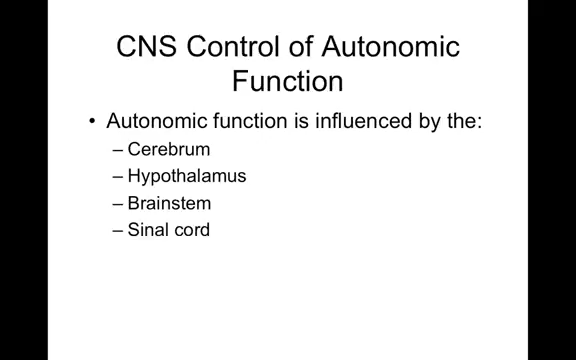 CNS Control of Autonomic
Function
• Autonomic function is influenced by the:
– Cerebrum
– Hypothalamus
– Brainstem
– Sinal cord